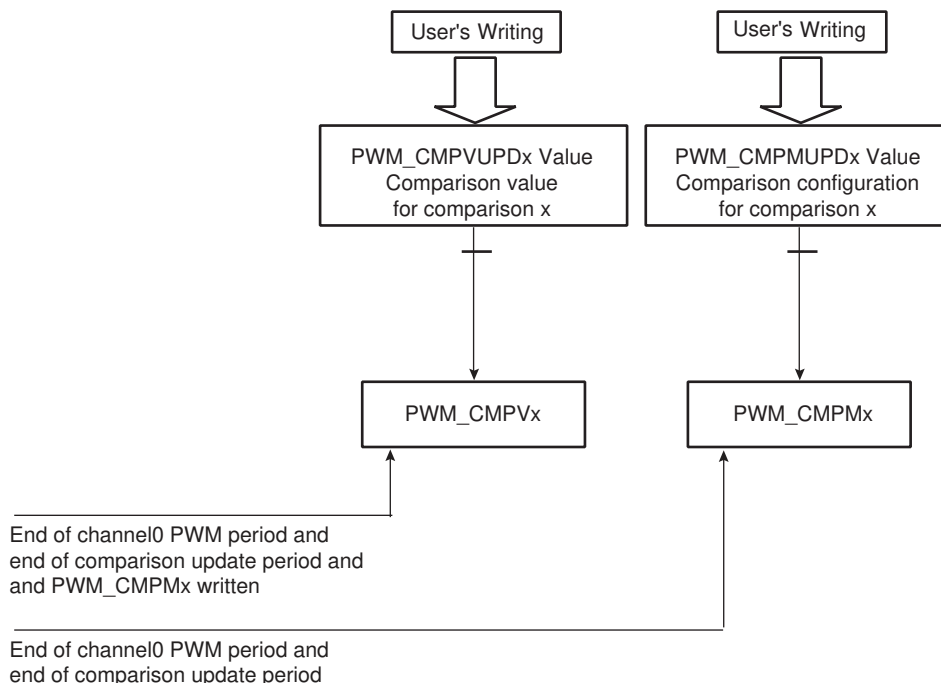 User's Writing
User's Writing
PWM_CMPVUPDx Value
Comparison value
for comparison x
PWM_CMPMUPDx Value
Comparison configuration
for comparison x
PWM_CMPVx
PWM_CMPMx
End of channel0 PWM period and
end of comparison update period and
and PWM_CMPMx written
End of channel0 PWM period and
end of comparison update period